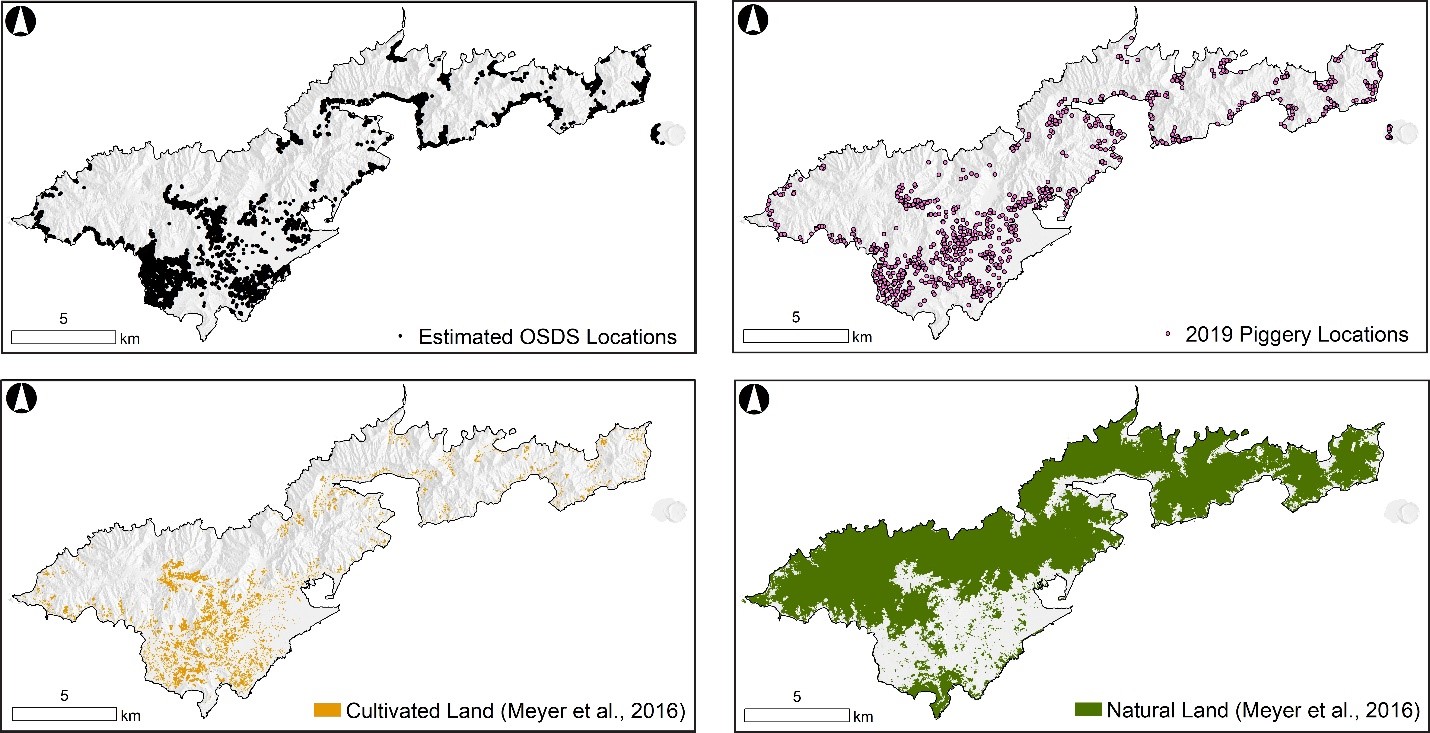 5
km
Estimated OSDS Locations
5
km
2019 Piggery Locations
5
km
Cultivated Land (Meyer et al., 2016)
5
km
Natural Land (Meyer et al., 2016)